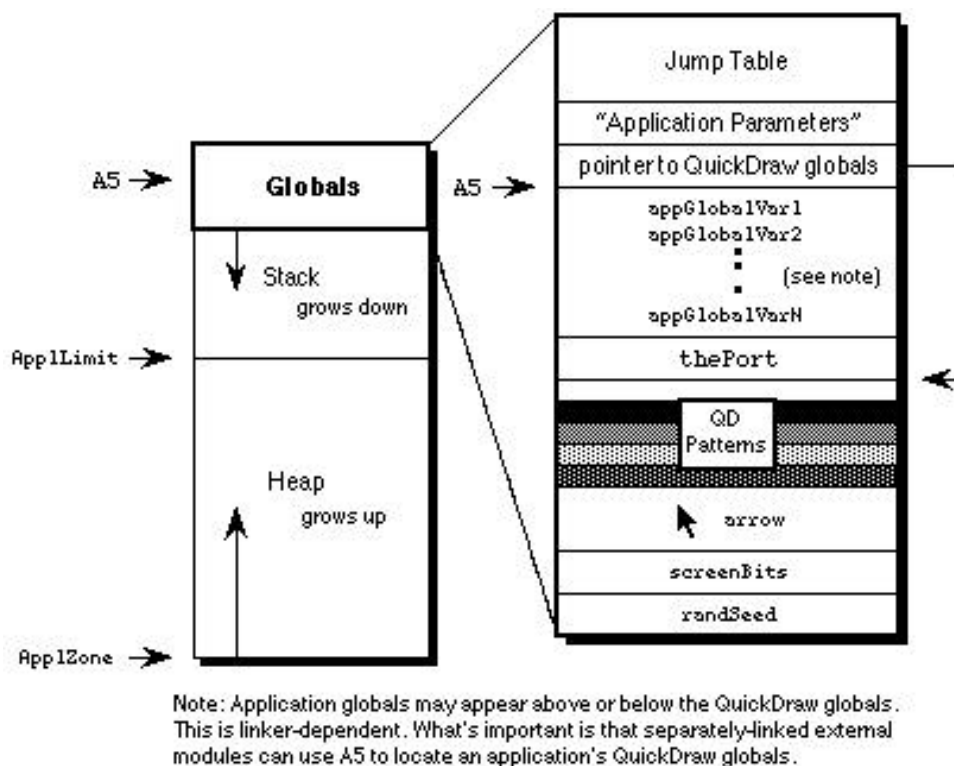 Jump Table
"Application Parameters"
pointer to QuickDraw globals
A5
Globals
A5
appGlobalVar1
appGlobalVar2
(see note)
appGlobalVarN
Stack
grows down
ApplLimit
thePort
QD
Patterns
Heap
grows up
arrow
screenBits
randSeed
ApplZone
Note: Application globals may appear above or below the QuickDraw globals.
This is linker-dependent. What's important is that separately-linked external
modules can use A5 to locate an application's QuickDraw globals.